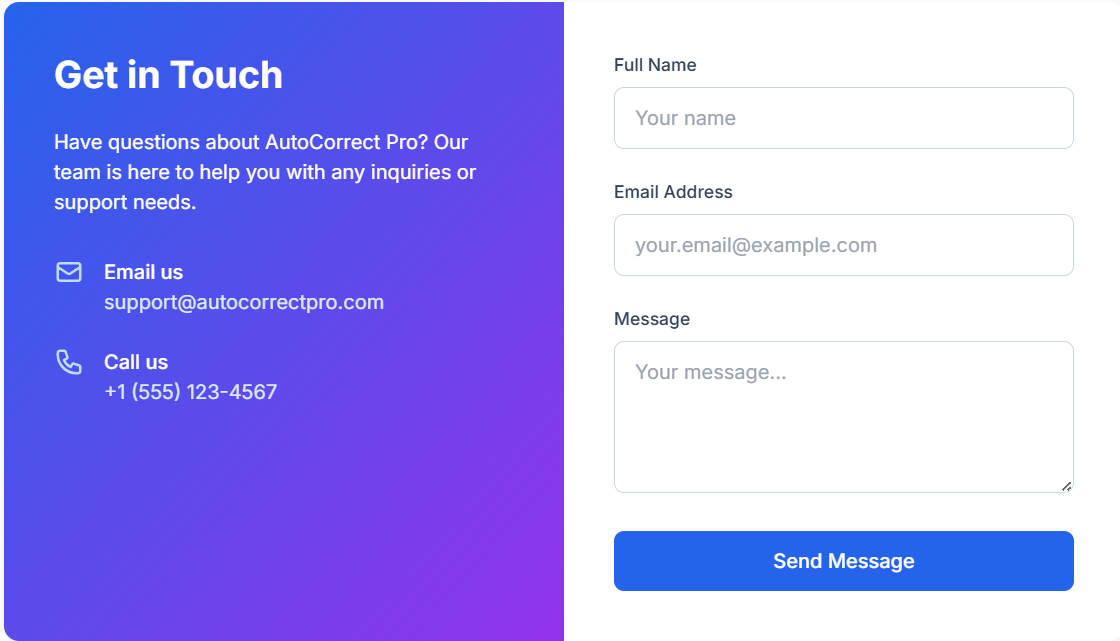 Get in Touch
Have questions about AutoCorrect Pro? Our
team is here to help you with any inquiries or
support needs.
Email us
support@autocorrectpro.com
Call us
+1 (555) 123-4567
Full Name
Your name
Email Address
your.email@example.com
Message
Your message...
Send Message